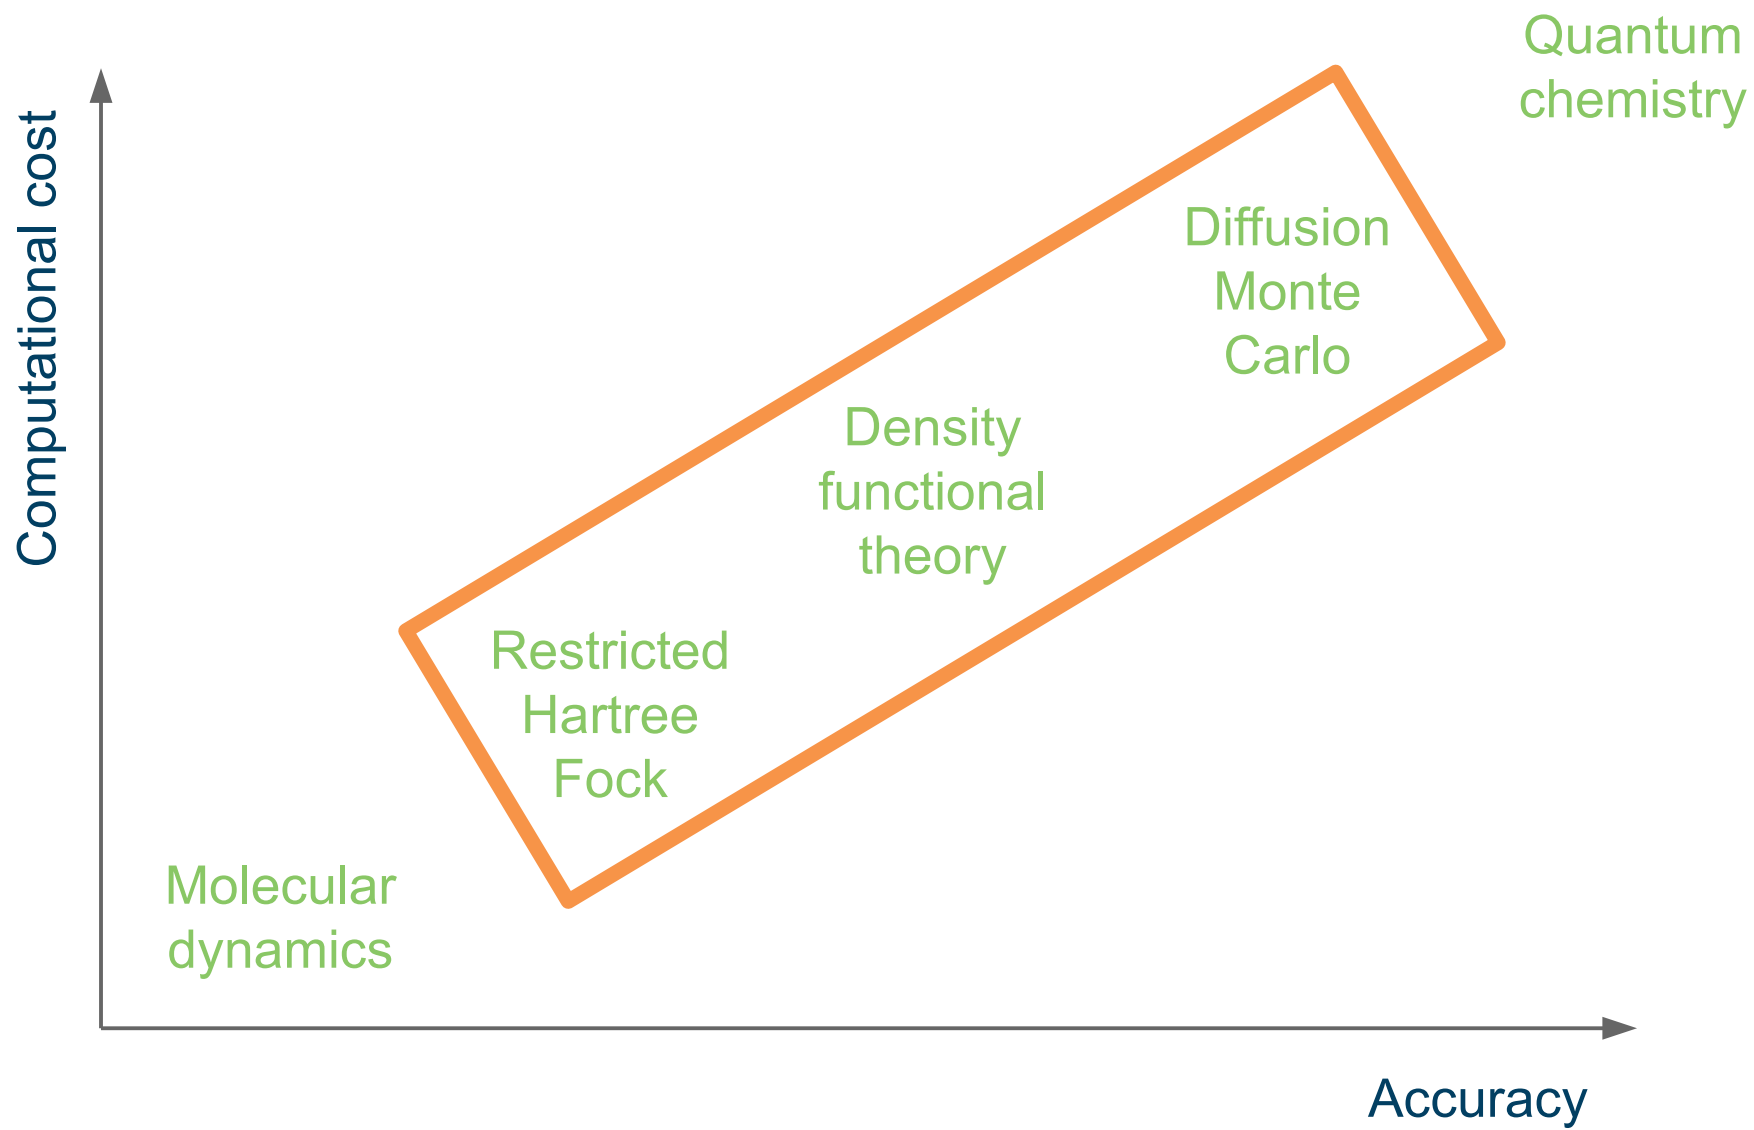 Quantum
chemistry
Computational cost
Diffusion
Monte
Carlo
Density
functional
theory
Restricted
Hartree
Fock
Molecular
dynamics
Accuracy